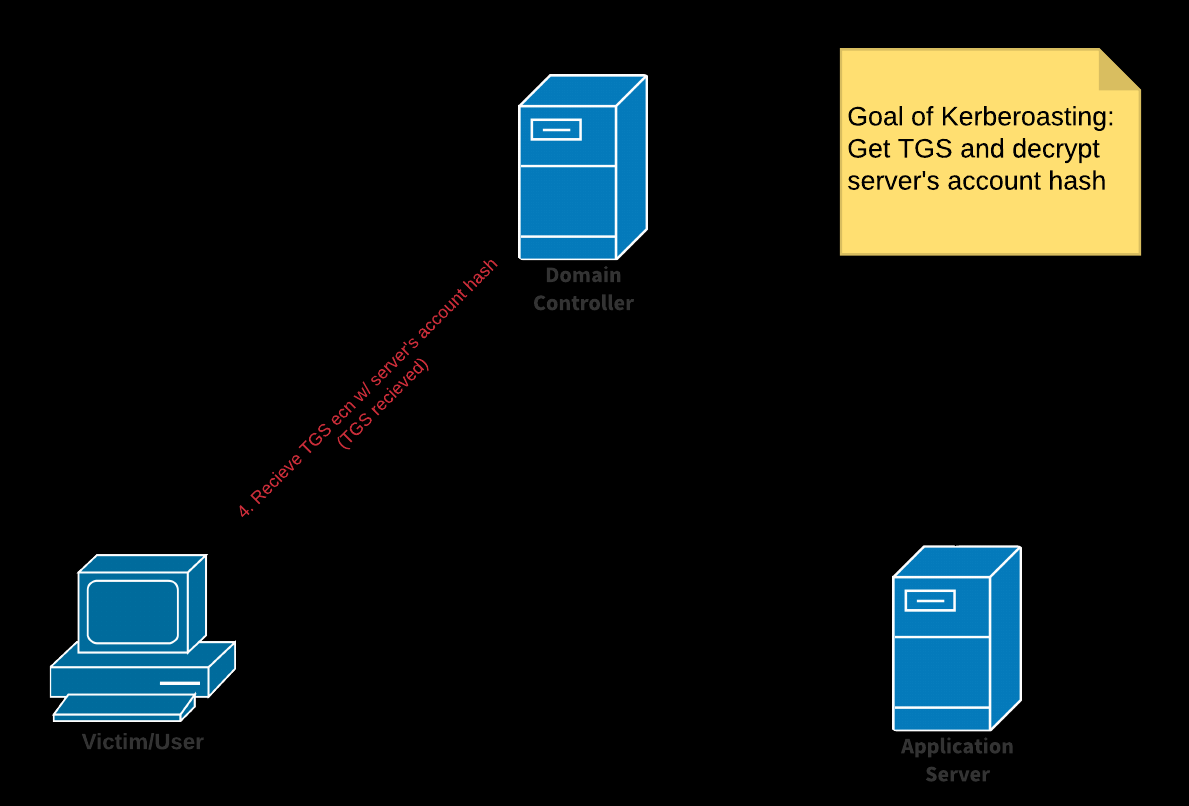 Goal of Kerberoasting:
Get TGS and decrypt
server's account hash
Domain
Controller
4. Recieve TGS ecn w/ server's account hash
(TGS recieved)
Victim/User
Application
Server